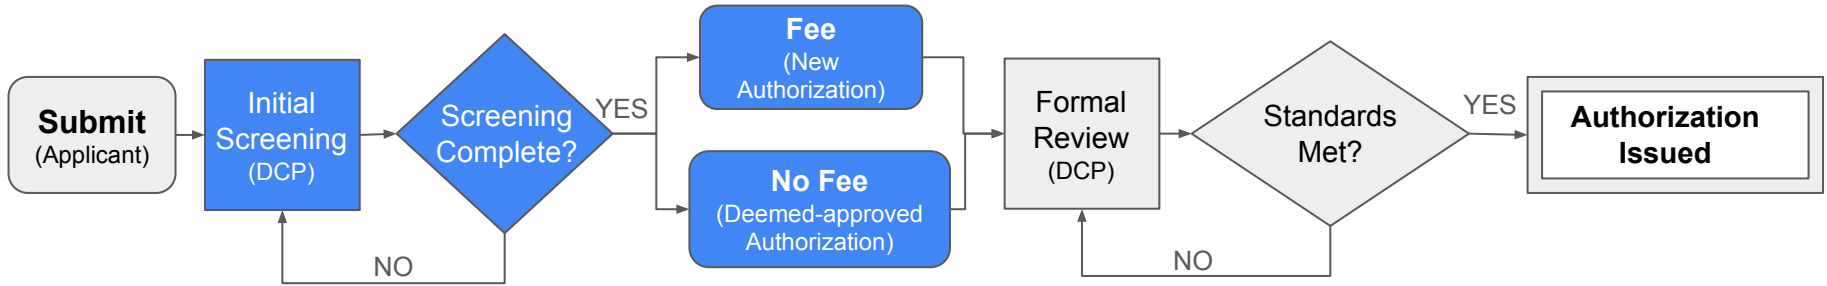 Submit
(Applicant)
Initial
Screening
(DCP)
Screening
Complete?
NO
YES
Fee
(New
Authorization)
No Fee
(Deemed-approved
Authorization)
Formal
Review
(DCP)
Standards
Met?
NO
YES
Authorization
Issued